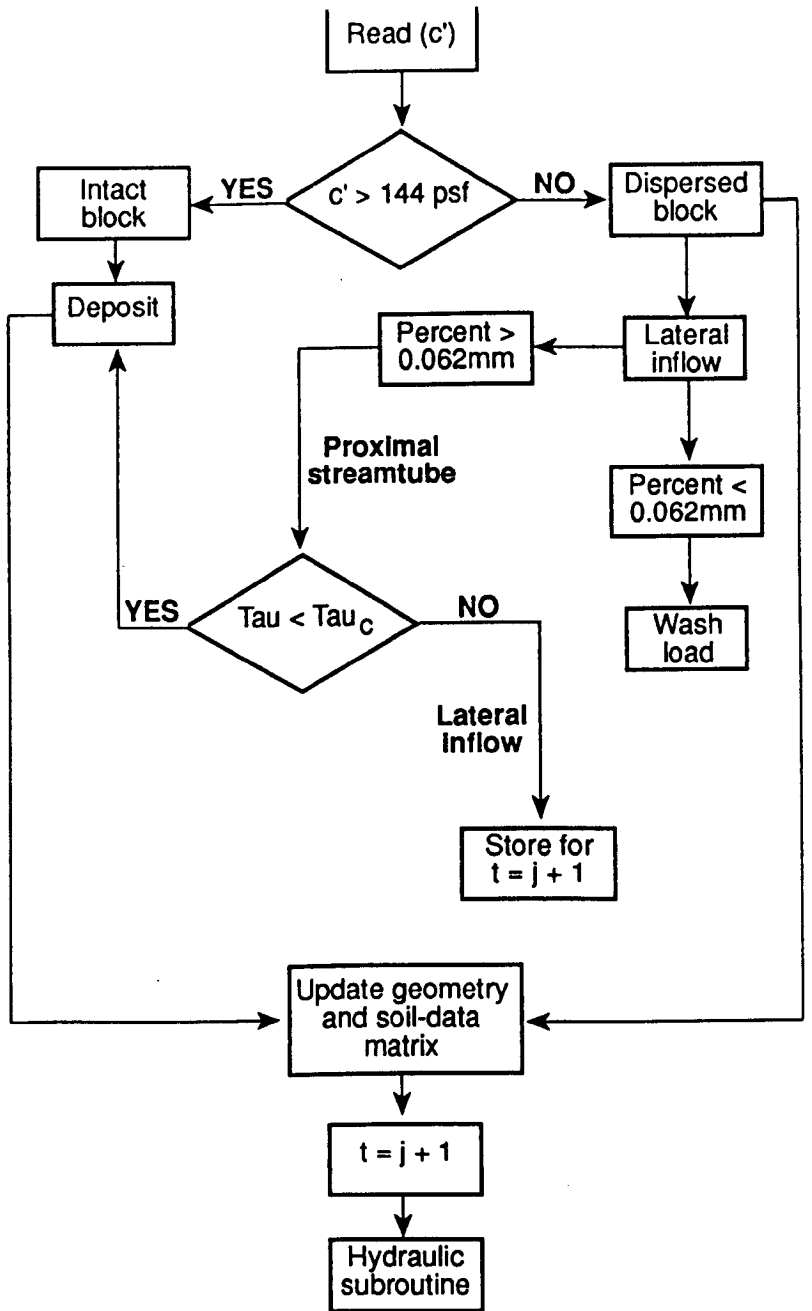 Read (c')
c' > 144 psf
YES
NO
Intact
block
Dispersed
block
Deposit
Percent >
0.062mm
Lateral
inflow
Proximal
streamtube
Percent <
0.062mm
Tau < Tau_c
YES
NO
Wash
load
Lateral
inflow
Store for
t = j + 1
Update geometry
and soil-data
matrix
t = j + 1
Hydraulic
subroutine